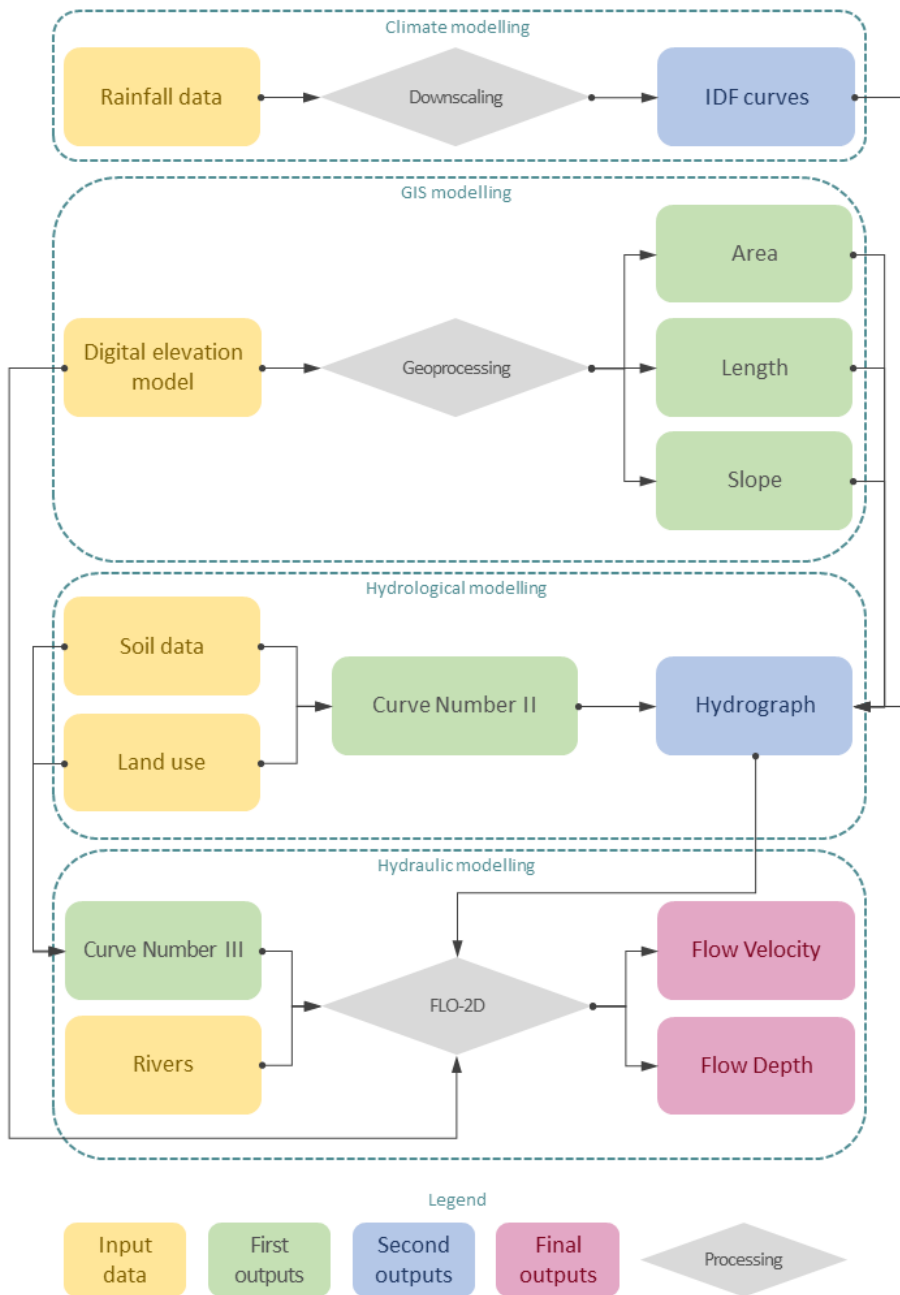 Climate modelling
Rainfall data
Downscaling
IDF curves
GIS modelling
Area
Digital elevation
model
Geoprocessing
Length
Slope
Hydrological modelling
Soil data
Curve Number II
Hydrograph
Land use
Hydraulic modelling
Curve Number III
Flow Velocity
FLO-2D
Rivers
Flow Depth
Legend
Input
data
First
outputs
Second
outputs
Final
outputs
Processing